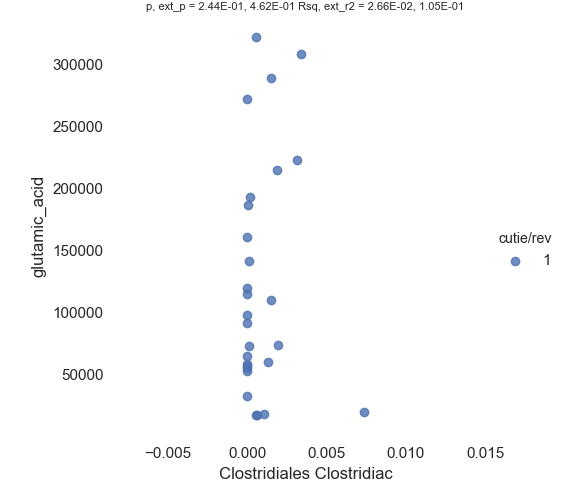 p, ext_p = 2.44E-01, 4.62E-01 Rsq, ext_r2 = 2.66E-02, 1.05E-01
300000
250000
200000
150000
100000
50000
glutamic_acid
cutie/rev
1
−0.005 0.000 0.005 0.010 0.015
Clostridiales Clostridiac